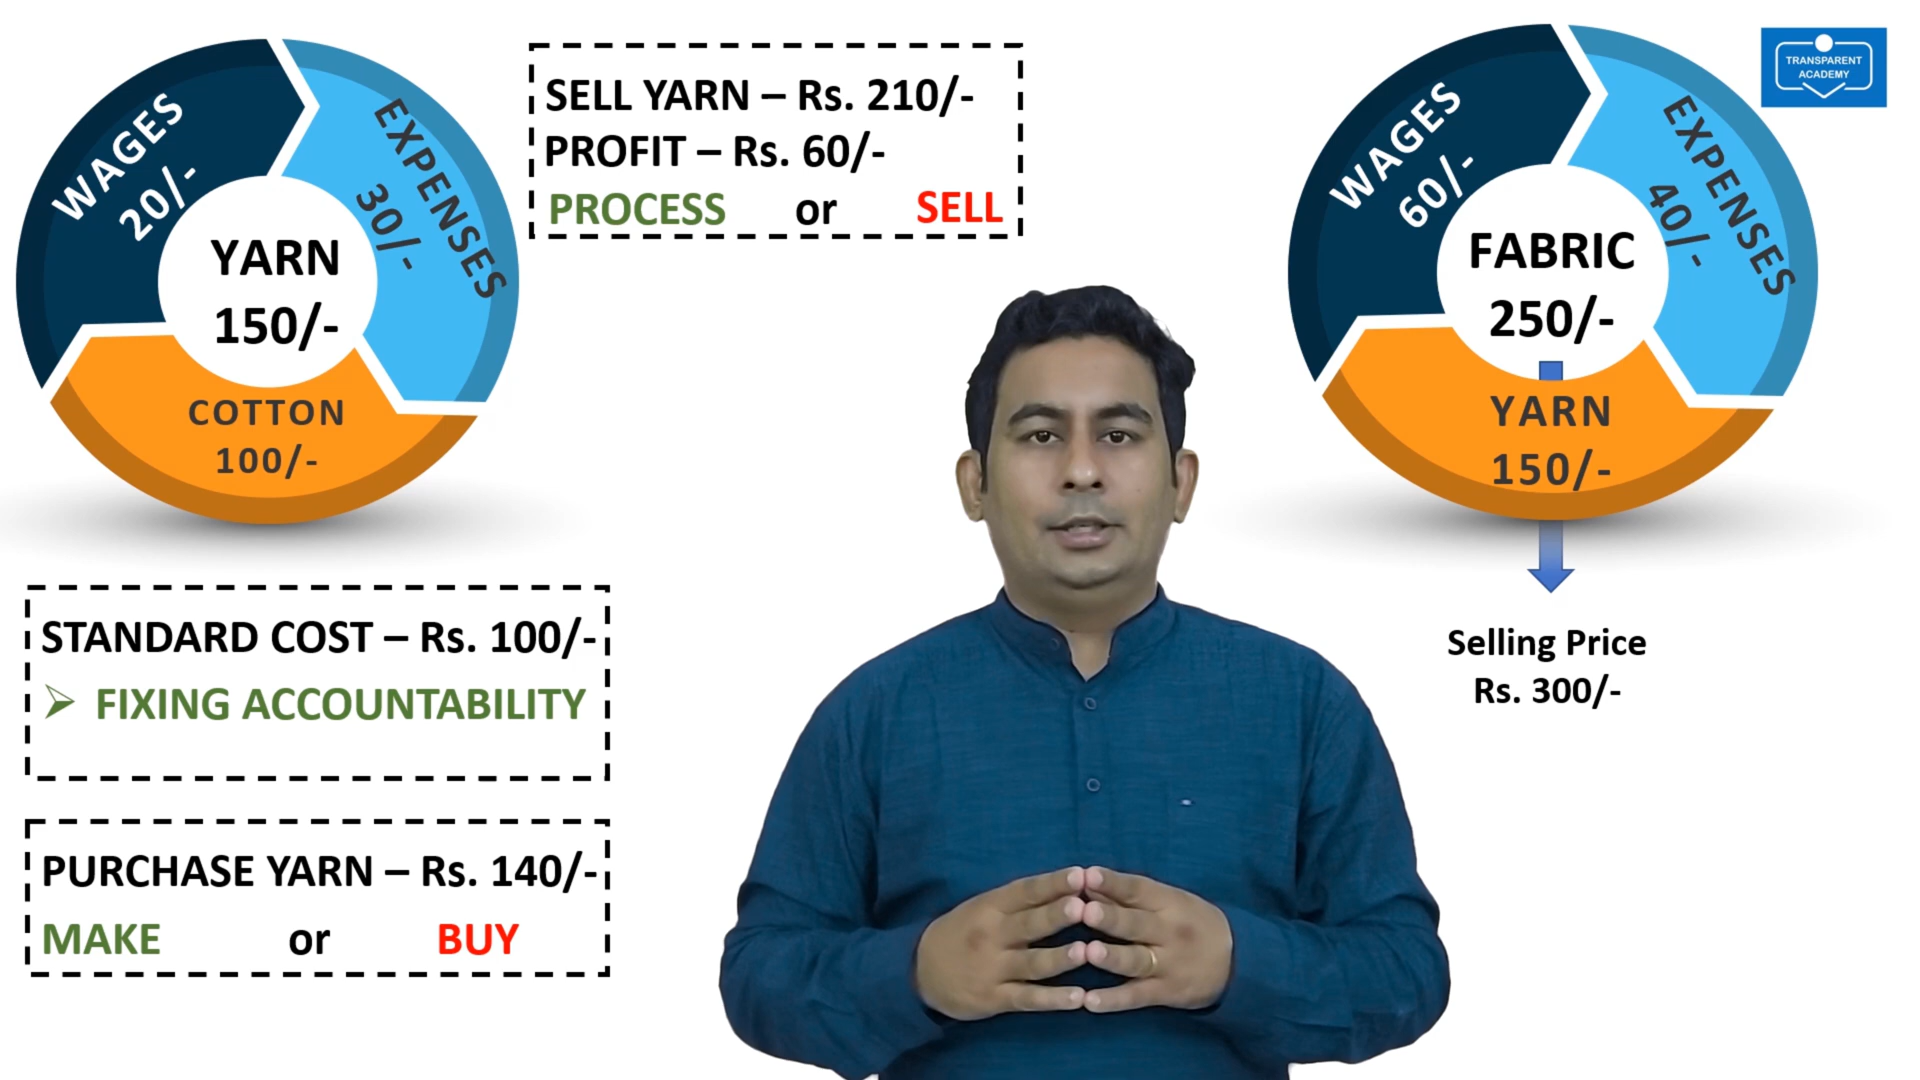 WAGES
20/-
EXPENSES
30/-
YARN
150/-
COTTON
100/-
SELL YARN – Rs. 210/-
PROFIT – Rs. 60/-
PROCESS or SELL
WAGES
60/-
EXPENSES
40/-
FABRIC
250/-
YARN
150/-
TRANSPARENT
ACADEMY
Selling Price
Rs. 300/-
STANDARD COST – Rs. 100/-
➢ FIXING ACCOUNTABILITY
PURCHASE YARN – Rs. 140/-
MAKE or BUY